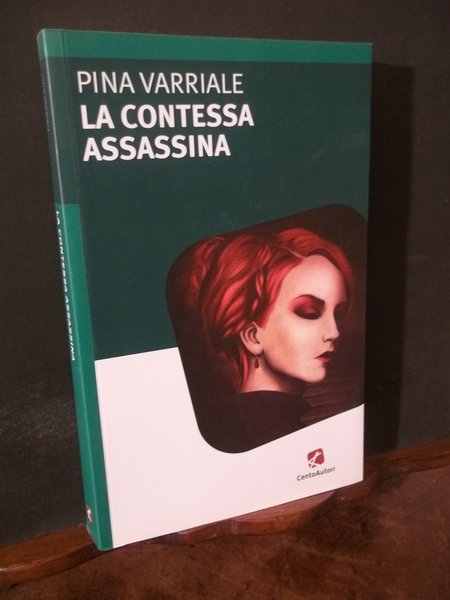 PINA VARRIALE
LA CONTESSA
ASSASSINA
LA CONTESSA ASSASSINA
CentoAutori